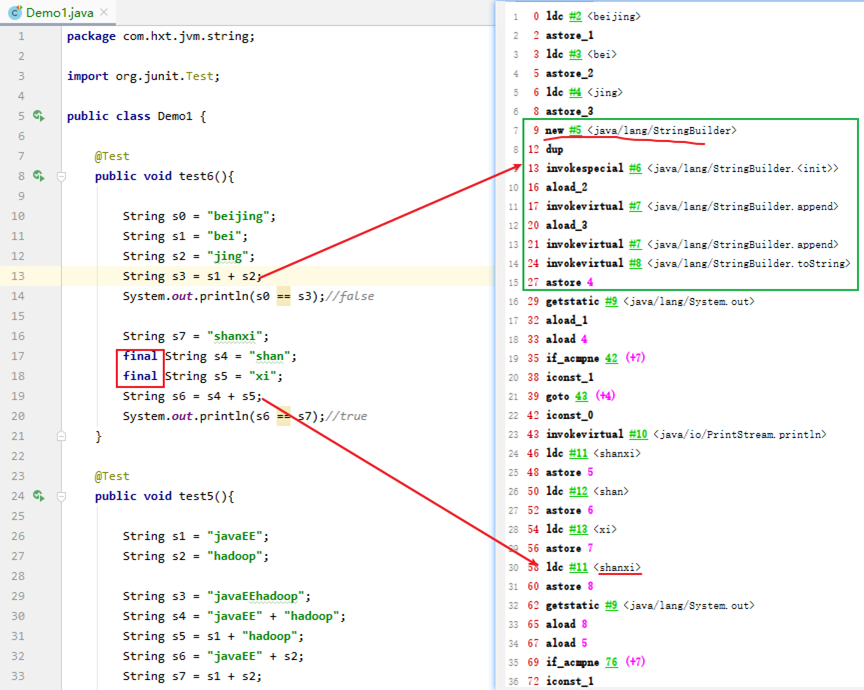 Demo1.java
1 package com.hxt.jvm.string;
2
3 import org.junit.Test;
4
5 public class Demo1 {
6
7 @Test
8 public void test6(){
9
10 String s0 = "beijing";
11 String s1 = "bei";
12 String s2 = "jing";
13 String s3 = s1 + s2;
14 System.out.println(s0 == s3);//false
15
16 String s7 = "shanxi";
17 final String s4 = "shan";
18 final String s5 = "xi";
19 String s6 = s4 + s5;
20 System.out.println(s6 == s7);//true
21 }
22
23 @Test
24 public void test5(){
25
26 String s1 = "javaEE";
27 String s2 = "hadoop";
28
29 String s3 = "javaEEhadoop";
30 String s4 = "javaEE" + "hadoop";
31 String s5 = s1 + "hadoop";
32 String s6 = "javaEE" + s2;
33 String s7 = s1 + s2;
1 0 ldc #2 <beijing>
2 2 astore_1
3 3 ldc #3 <bei>
4 5 astore_2
5 6 ldc #4 <jing>
6 8 astore_3
7 9 new #5 <java/lang/StringBuilder>
8 12 dup
13 invokespecial #6 <java/lang/StringBuilder.<init>>
10 16 aload_2
11 17 invokevirtual #7 <java/lang/StringBuilder.append>
12 20 aload_3
13 21 invokevirtual #7 <java/lang/StringBuilder.append>
14 24 invokevirtual #8 <java/lang/StringBuilder.toString>
15 27 astore 4
16 29 getstatic #9 <java/lang/System.out>
17 32 aload_1
18 33 aload 4
19 35 if_acmpne 42 (+7)
20 38 iconst_1
21 39 goto 43 (+4)
22 42 iconst_0
23 43 invokevirtual #10 <java/io/PrintStream.println>
24 46 ldc #11 <shanxi>
25 48 astore 5
26 50 ldc #12 <shan>
27 52 astore 6
28 54 ldc #13 <xi>
29 56 astore 7
30 58 ldc #11 <shanxi>
31 60 astore 8
32 62 getstatic #9 <java/lang/System.out>
33 65 aload 8
34 67 aload 5
35 69 if_acmpne 76 (+7)
36 72 iconst_1